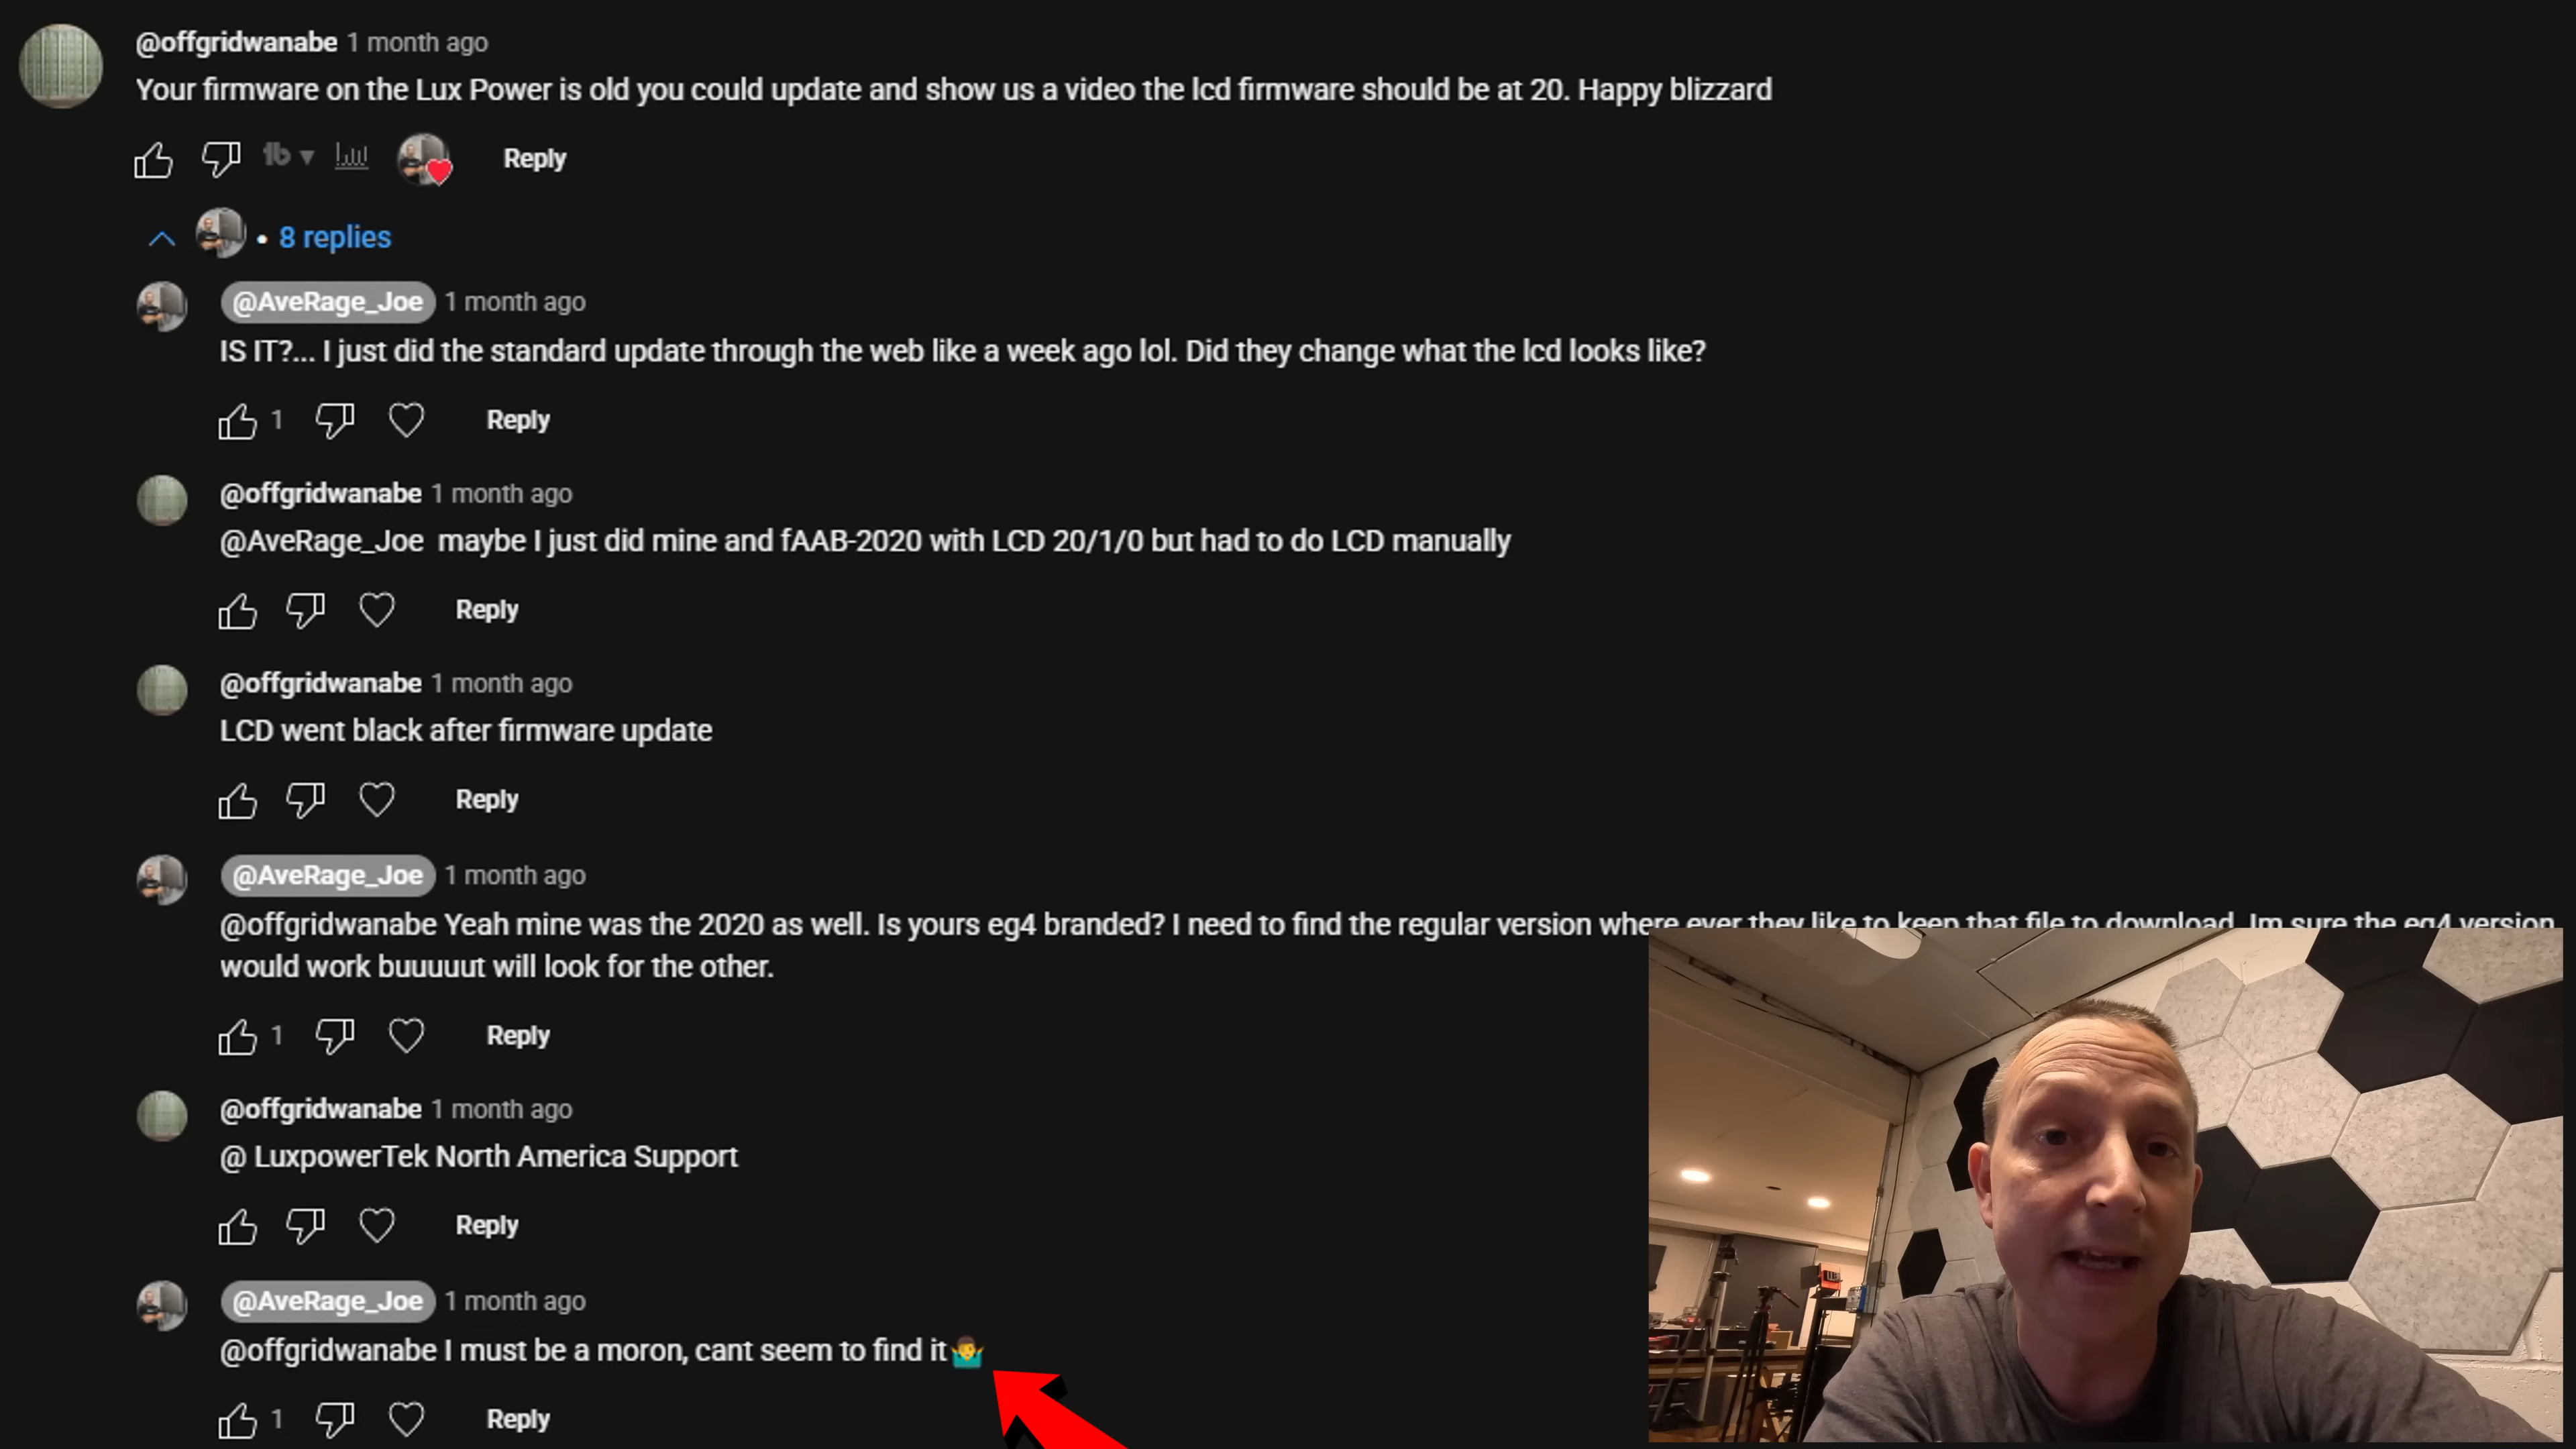 @offgridwanabe 1 month ago
Your firmware on the Lux Power is old you could update and show us a video the lcd firmware should be at 20. Happy blizzard
Reply
• 8 replies
@AveRage_Joe 1 month ago
IS IT?... I just did the standard update through the web like a week ago lol. Did they change what the lcd looks like?
1 Reply
@offgridwanabe 1 month ago
@AveRage_Joe maybe I just did mine and fAAB-2020 with LCD 20/1/0 but had to do LCD manually
Reply
@offgridwanabe 1 month ago
LCD went black after firmware update
Reply
@AveRage_Joe 1 month ago
@offgridwanabe Yeah mine was the 2020 as well. Is yours eg4 branded? I need to find the regular version where ever they like to keep that file to download. Im sure the eg4 version
would work buuuuut will look for the other.
1 Reply
@offgridwanabe 1 month ago
@ LuxpowerTek North America Support
Reply
@AveRage_Joe 1 month ago
@offgridwanabe I must be a moron, cant seem to find it🤷‍♂️
1 Reply